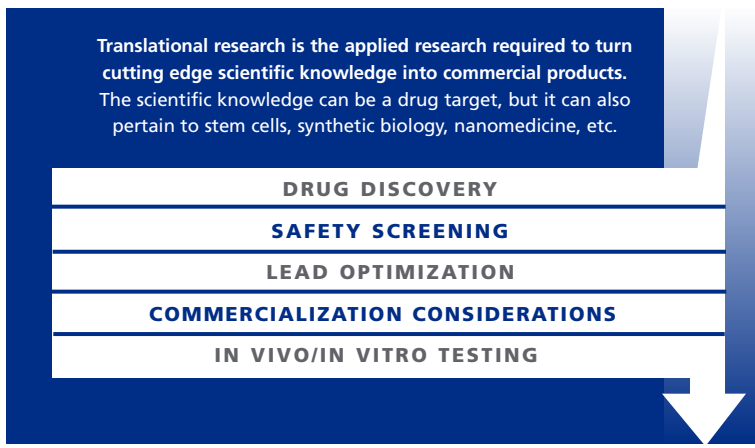 Translational research is the applied research required to turn
cutting edge scientific knowledge into commercial products.
The scientific knowledge can be a drug target, but it can also
pertain to stem cells, synthetic biology, nanomedicine, etc.
DRUG DISCOVERY
SAFETY SCREENING
LEAD OPTIMIZATION
COMMERCIALIZATION CONSIDERATIONS
IN VIVO/IN VITRO TESTING